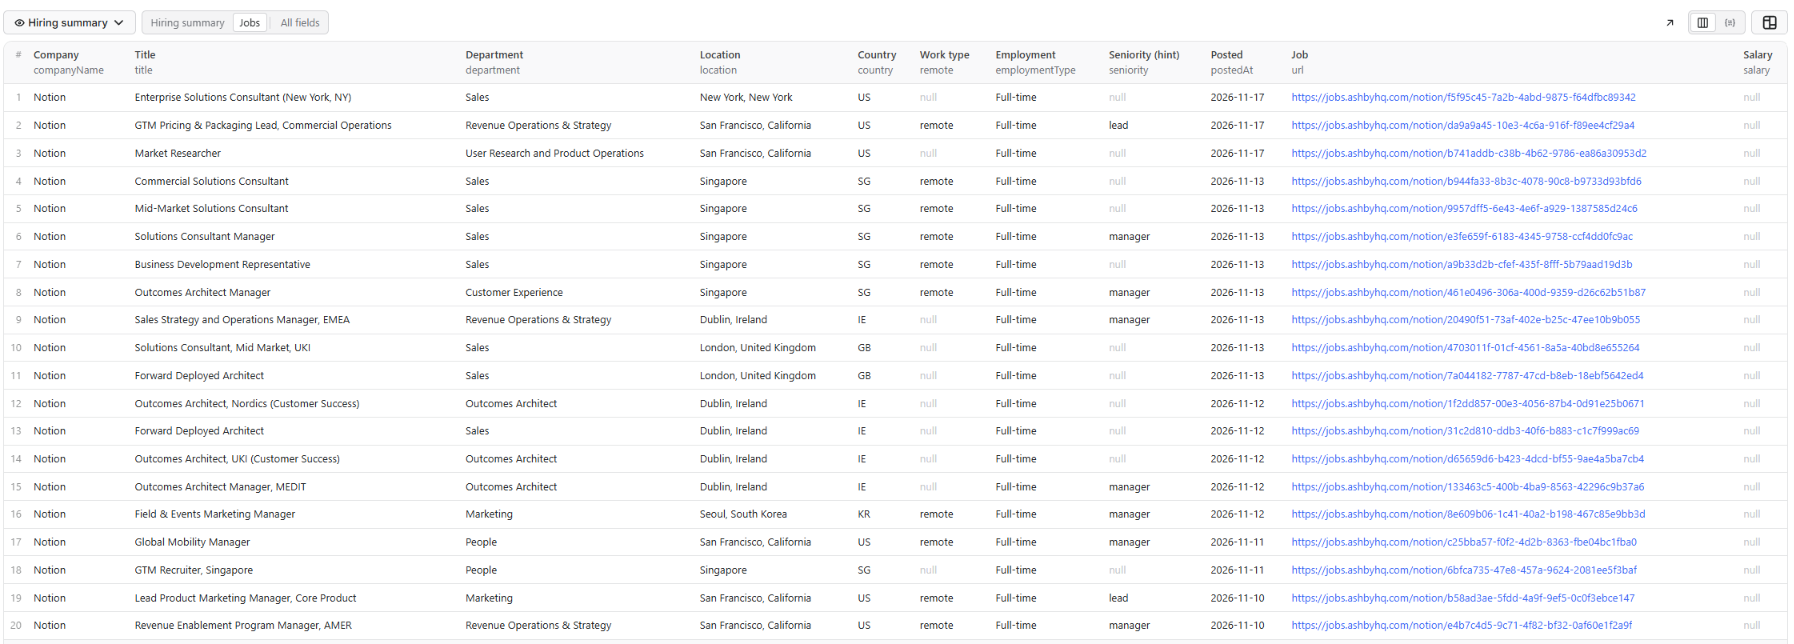 Hiring summary Hiring summary Jobs All fields
# Company Title Department Location Country Work type Employment Seniority (hint) Posted Job Salary
companyName title department location country remote employmentType seniority postedAt url salary
1 Notion Enterprise Solutions Consultant (New York, NY) Sales New York, New York US null Full-time null 2026-11-17 https://jobs.ashbyhq.com/notion/f5f95c45-7a2b-4abd-9875-f64dfbc89342 null
2 Notion GTM Pricing & Packaging Lead, Commercial Operations Revenue Operations & Strategy San Francisco, California US remote Full-time lead 2026-11-17 https://jobs.ashbyhq.com/notion/da9a9a45-10e3-4c6a-916f-f89ee4cf29a4 null
3 Notion Market Researcher User Research and Product Operations San Francisco, California US null Full-time null 2026-11-17 https://jobs.ashbyhq.com/notion/b741addb-c38b-4b62-9786-ea86a30953d2 null
4 Notion Commercial Solutions Consultant Sales Singapore SG remote Full-time null 2026-11-13 https://jobs.ashbyhq.com/notion/b944fa33-8b3c-4078-90c8-b9733d93bfd6 null
5 Notion Mid-Market Solutions Consultant Sales Singapore SG remote Full-time null 2026-11-13 https://jobs.ashbyhq.com/notion/9957dff5-6e43-4e6f-a929-1387585d24c6 null
6 Notion Solutions Consultant Manager Sales Singapore SG remote Full-time manager 2026-11-13 https://jobs.ashbyhq.com/notion/e3fe659f-6183-4345-9758-ccf4dd0fc9ac null
7 Notion Business Development Representative Sales Singapore SG remote Full-time null 2026-11-13 https://jobs.ashbyhq.com/notion/a9b33d2b-cfef-435f-8fff-5b79aad19d3b null
8 Notion Outcomes Architect Manager Customer Experience Singapore SG remote Full-time manager 2026-11-13 https://jobs.ashbyhq.com/notion/461e0496-306a-400d-9359-d26c62b51b87 null
9 Notion Sales Strategy and Operations Manager, EMEA Revenue Operations & Strategy Dublin, Ireland IE null Full-time manager 2026-11-13 https://jobs.ashbyhq.com/notion/20490f51-73af-402e-b25c-47ee10b9b055 null
10 Notion Solutions Consultant, Mid Market, UKI Sales London, United Kingdom GB null Full-time null 2026-11-13 https://jobs.ashbyhq.com/notion/4703011f-01cf-4561-8a5a-40bd8e655264 null
11 Notion Forward Deployed Architect Sales London, United Kingdom GB null Full-time null 2026-11-13 https://jobs.ashbyhq.com/notion/7a044182-7787-47cd-b8eb-18ebf5642ed4 null
12 Notion Outcomes Architect, Nordics (Customer Success) Outcomes Architect Dublin, Ireland IE null Full-time null 2026-11-12 https://jobs.ashbyhq.com/notion/1f2dd857-00e3-4056-87b4-0d91e25b0671 null
13 Notion Forward Deployed Architect Sales Dublin, Ireland IE null Full-time null 2026-11-12 https://jobs.ashbyhq.com/notion/31c2d810-ddb3-40f6-b883-c1c7f999ac69 null
14 Notion Outcomes Architect, UKI (Customer Success) Outcomes Architect Dublin, Ireland IE null Full-time null 2026-11-12 https://jobs.ashbyhq.com/notion/d65659d6-b423-4dcd-bf55-9ae4a5ba7cb4 null
15 Notion Outcomes Architect Manager, MEDIT Outcomes Architect Dublin, Ireland IE null Full-time manager 2026-11-12 https://jobs.ashbyhq.com/notion/133463c5-400b-4ba9-8563-42296c9b37a6 null
16 Notion Field & Events Marketing Manager Marketing Seoul, South Korea KR remote Full-time manager 2026-11-12 https://jobs.ashbyhq.com/notion/8e609b06-1c41-40a2-b198-467c85e9bb3d null
17 Notion Global Mobility Manager People San Francisco, California US remote Full-time manager 2026-11-11 https://jobs.ashbyhq.com/notion/c25bba57-f0f2-4d2b-8363-fbe04bc1fba0 null
18 Notion GTM Recruiter, Singapore People Singapore SG null Full-time null 2026-11-11 https://jobs.ashbyhq.com/notion/6bfca735-47e8-457a-9624-2081ee5f3baf null
19 Notion Lead Product Marketing Manager, Core Product Marketing San Francisco, California US remote Full-time lead 2026-11-10 https://jobs.ashbyhq.com/notion/b58ad3ae-5fdd-4a9f-9ef5-0c0f3ebce147 null
20 Notion Revenue Enablement Program Manager, AMER Revenue Operations & Strategy San Francisco, California US remote Full-time manager 2026-11-10 https://jobs.ashbyhq.com/notion/e4b7c4d5-9c71-4f82-bf32-0af60e1f2a9f null